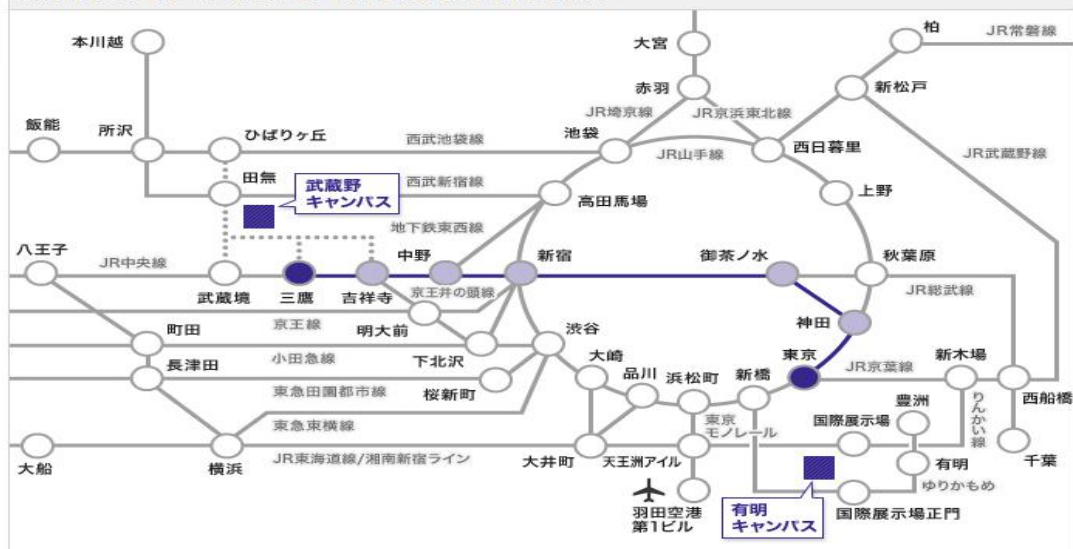 本川越
大宮
柏
JR常磐線
赤羽
新松戸
飯能
所沢
ひばりヶ丘
西武池袋線
池袋
JR埼京線
JR京浜東北線
JR山手線
西日暮里
JR武蔵野線
田無
武蔵野
キャンパス
西武新宿線
高田馬場
上野
地下鉄東西線
八王子
JR中央線
中野
新宿
御茶ノ水
秋葉原
武蔵境
三鷹
吉祥寺
京王井の頭線
JR総武線
京王線
明大前
神田
町田
小田急線
下北沢
渋谷
長津田
東急田園都市線
桜新町
大崎
品川
浜松町
新橋
東京
JR京葉線
新木場
西船橋
東急東横線
東京
モノレール
国際展示場
豊洲
りんかい線
大船
横浜
JR東海道線/湘南新宿ライン
大井町
天王洲アイル
有明
千葉
ゆりかもめ
羽田空港
第1ビル
有明
キャンパス
国際展示場正門